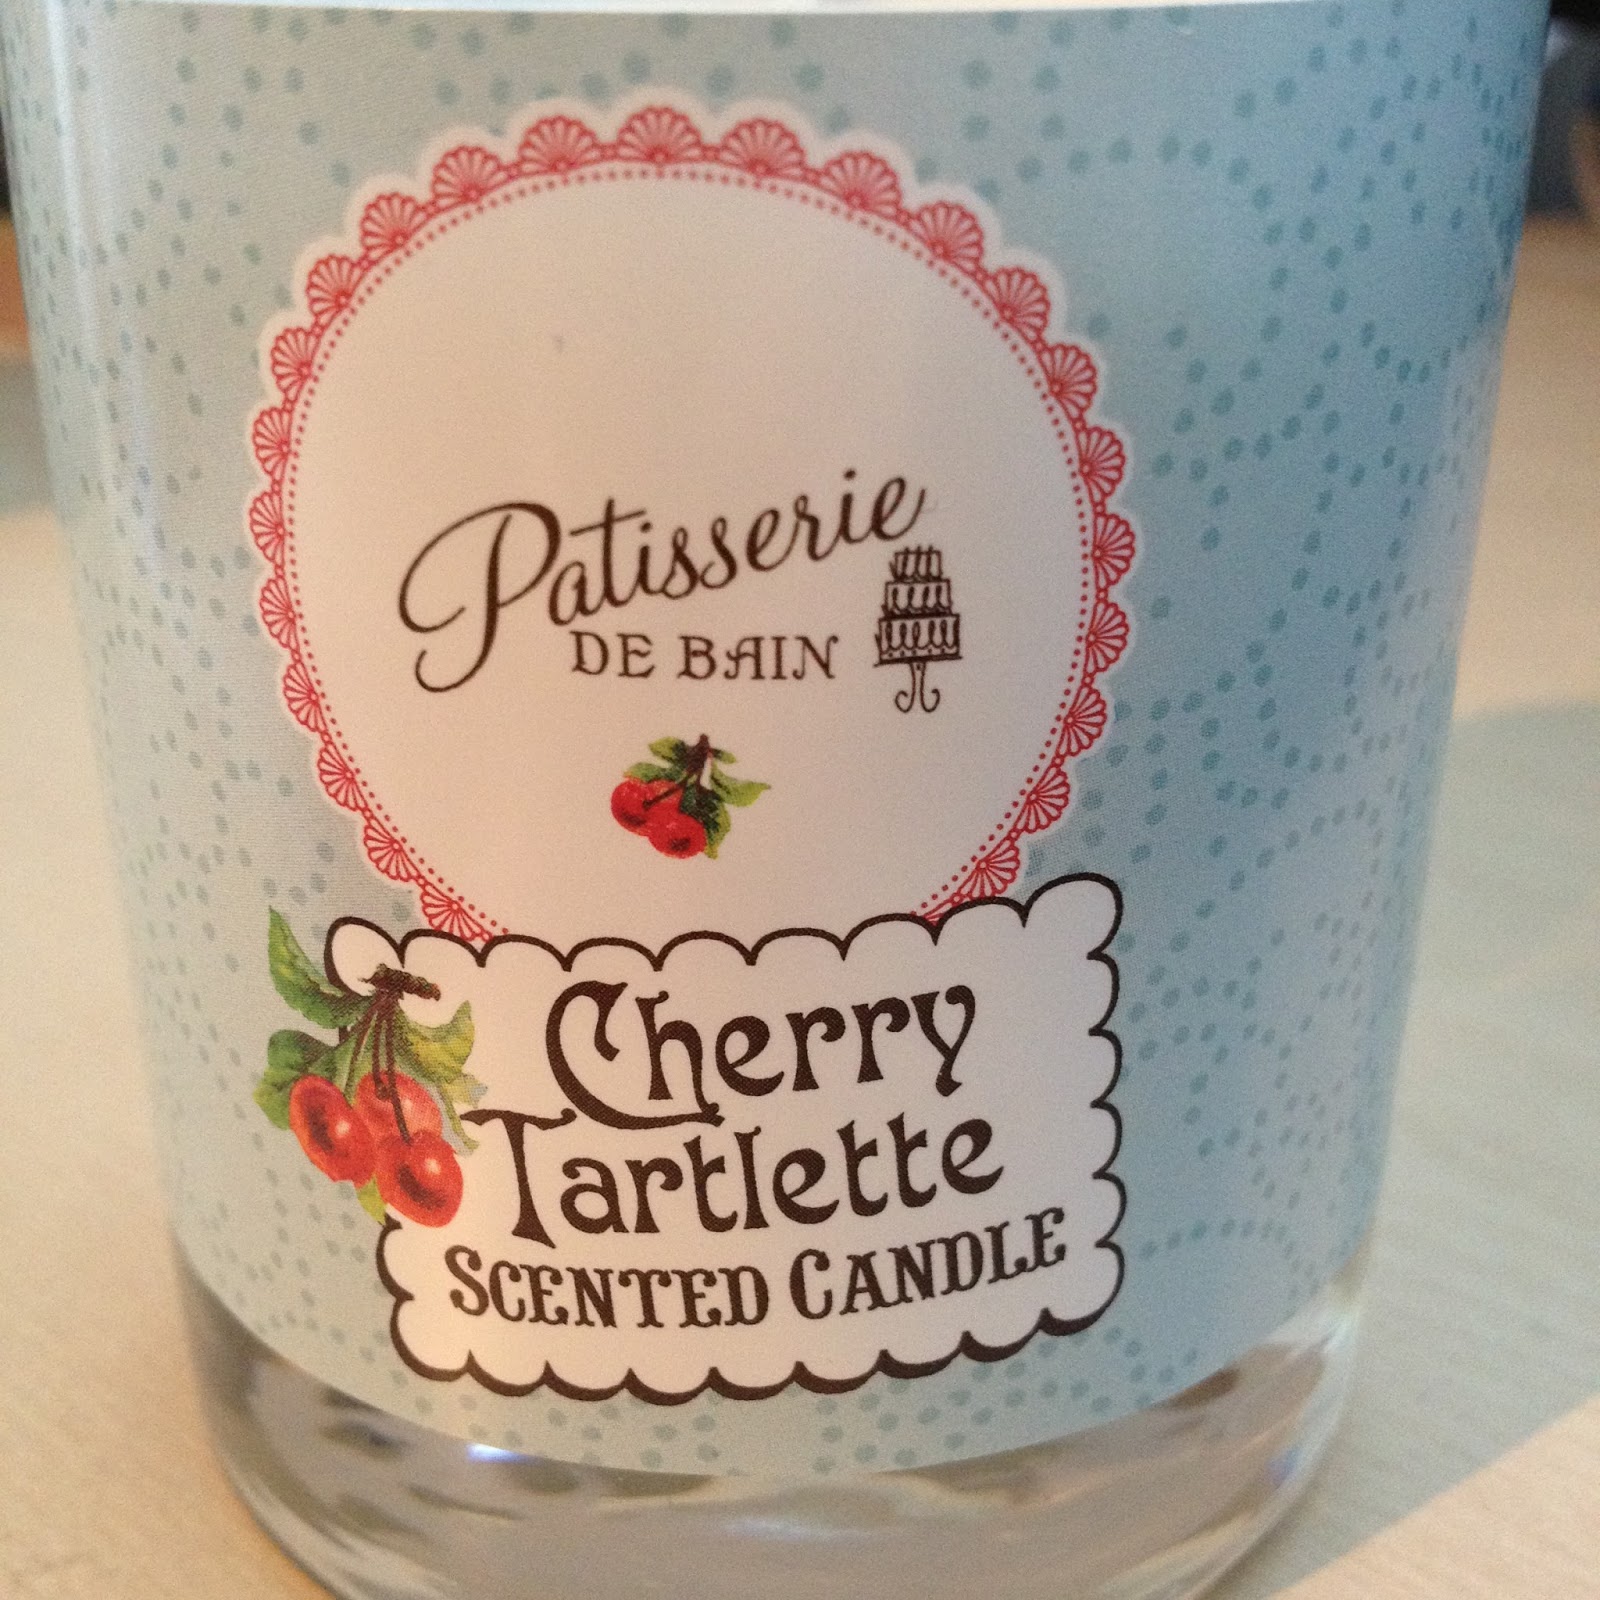 Patisserie
DE BAIN
Cherry
Tartlette
SCENTED CANDLE